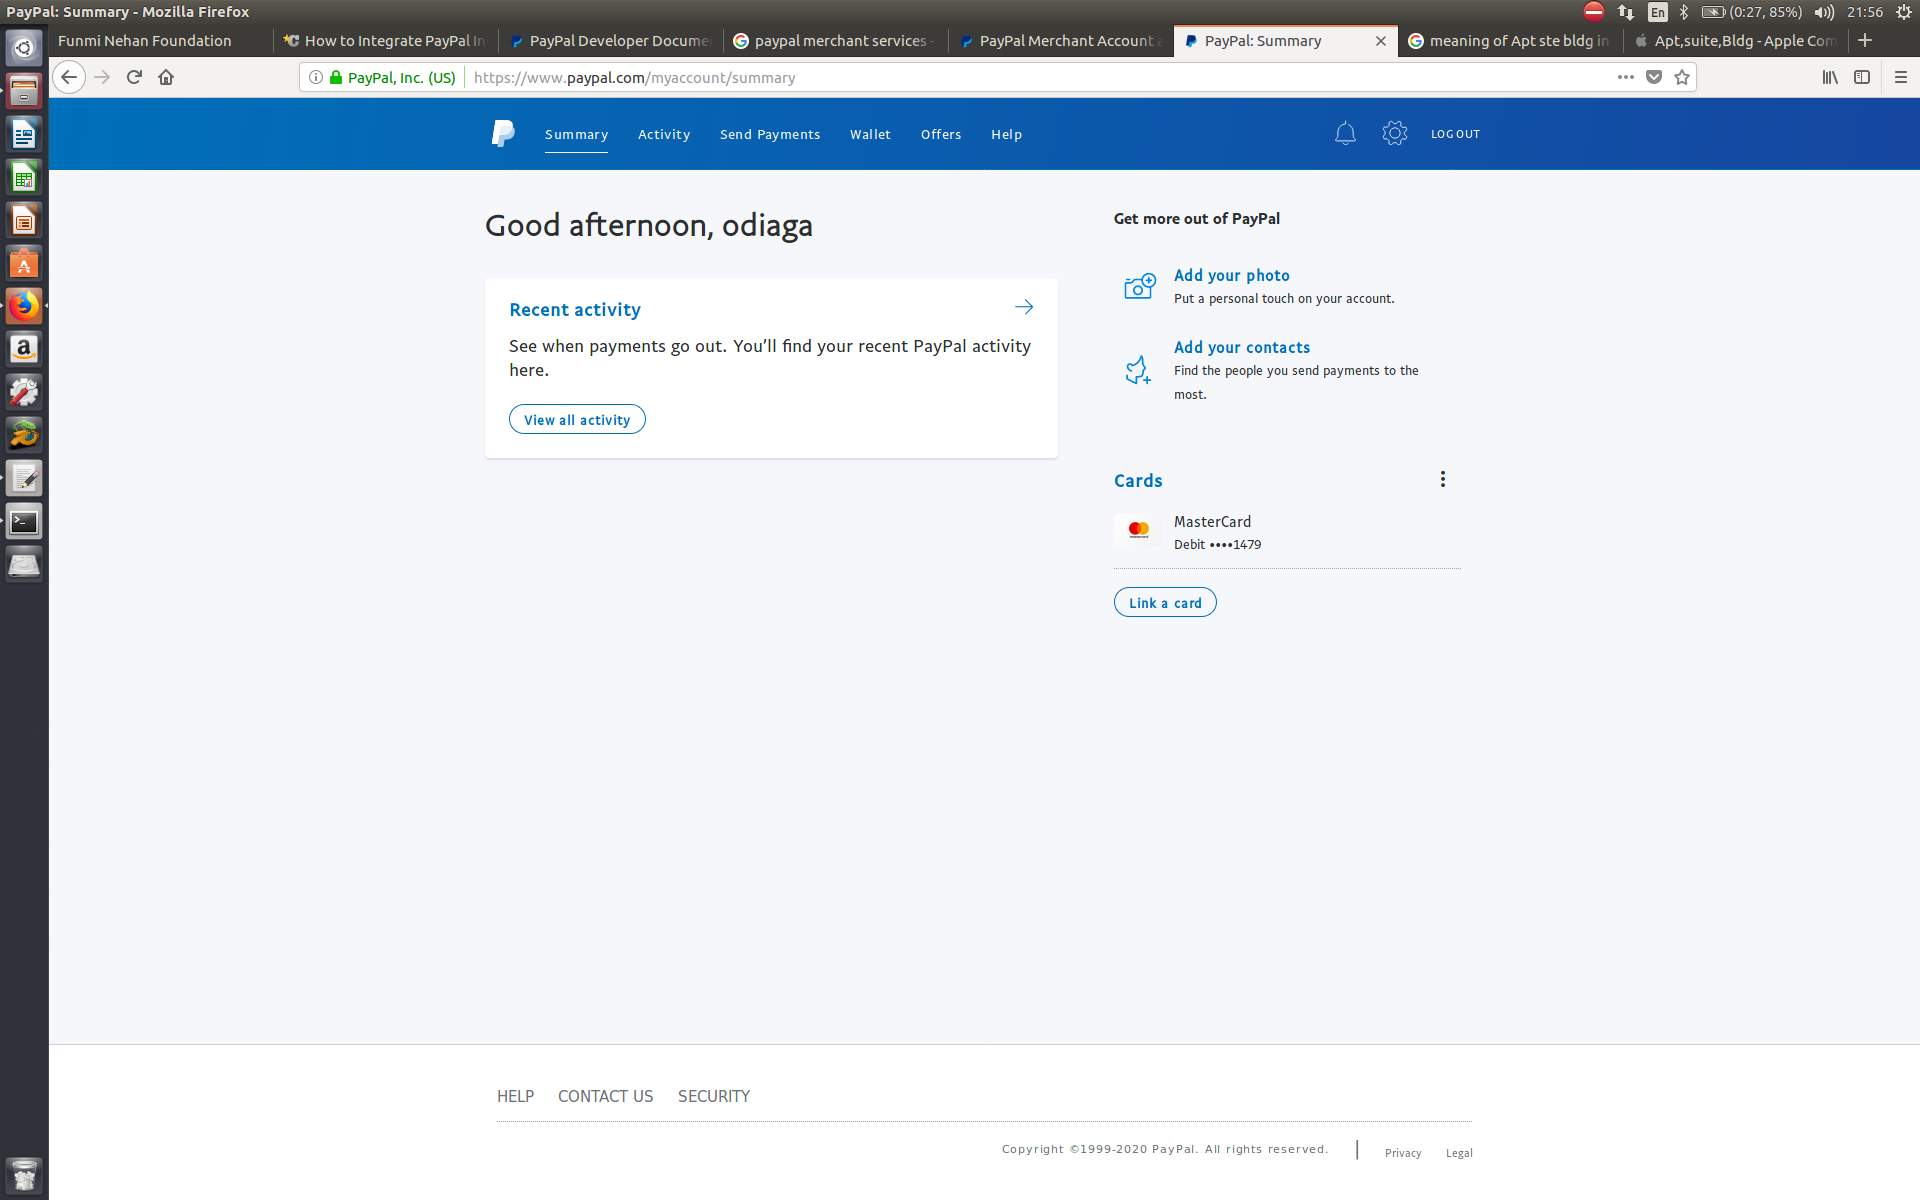 PayPal: Summary - Mozilla Firefox
En
(0:27, 85%)
21:56
Funmi Nehan Foundation
How to Integrate PayPal In
PayPal Developer Docume
paypal merchant services -
PayPal Merchant Account a
PayPal: Summary
meaning of Apt ste bldg in
Apt,suite,Bldg - Apple Com
PayPal, Inc. (US)
https://www.paypal.com/myaccount/summary
Summary
Activity
Send Payments
Wallet
Offers
Help
LOG OUT
Good afternoon, odiaga
Recent activity
See when payments go out. You’ll find your recent PayPal activity
here.
View all activity
Get more out of PayPal
Add your photo
Put a personal touch on your account.
Add your contacts
Find the people you send payments to the
most.
Cards
MasterCard
Debit ••••1479
Link a card
HELP
CONTACT US
SECURITY
Copyright ©1999-2020 PayPal. All rights reserved.
Privacy
Legal